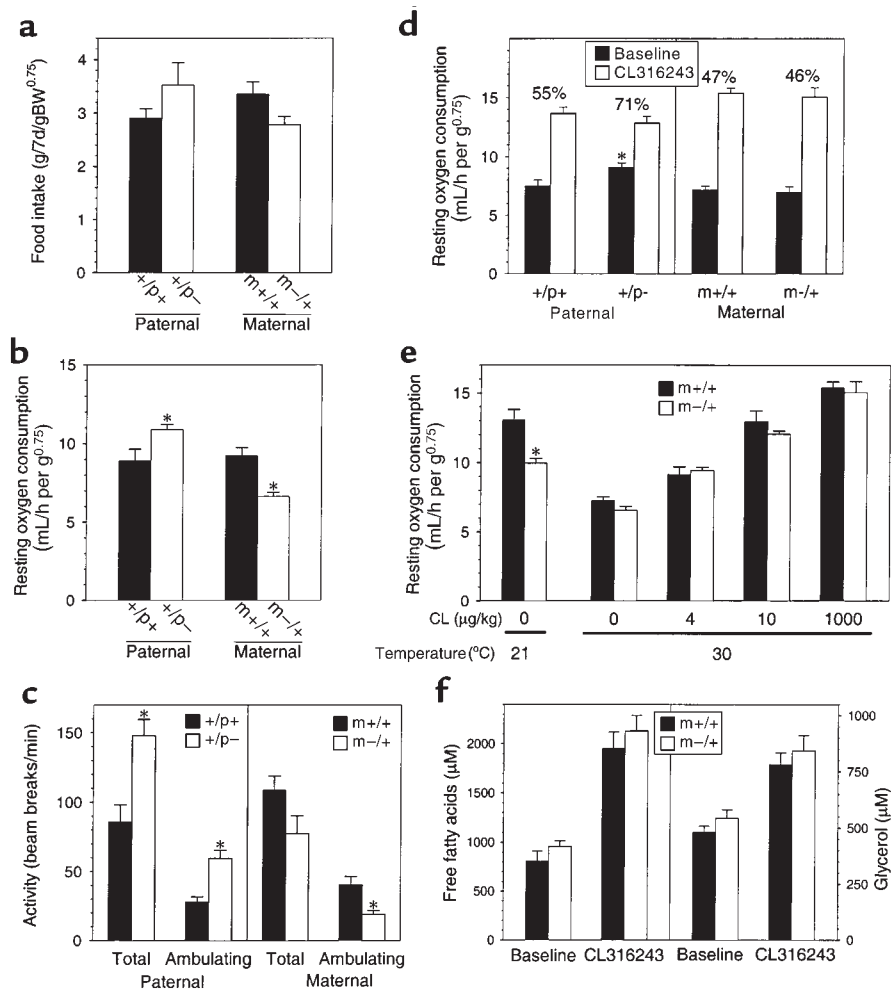 a
Food intake (g/7d/gBW0.75)
4
3
2
1
0
+/p+
+/p−
m+/+
m−/+
Paternal
Maternal
b
Resting oxygen consumption
(mL/h per g0.75)
15
10
5
0
*
*
+/p+
+/p−
m+/+
m−/+
Paternal
Maternal
c
Activity (beam breaks/min)
150
100
50
0
+/p+
+/p−
m+/+
m−/+
*
*
*
Total
Ambulating
Total
Ambulating
Paternal
Maternal
d
Resting oxygen consumption
(mL/h per g0.75)
15
10
5
0
Baseline
CL316243
55%
71%
47%
46%
*
+/p+
+/p-
m+/+
m-/+
Paternal
Maternal
e
Resting oxygen consumption
(mL/h per g0.75)
15
10
5
0
m+/+
m−/+
*
CL (μg/kg)
0
0
4
10
1000
Temperature(°C)
21
30
f
Free fatty acids (μM)
2000
1500
1000
500
0
m+/+
m−/+
1000
750
500
250
0
Glycerol (μM)
Baseline
CL316243
Baseline
CL316243